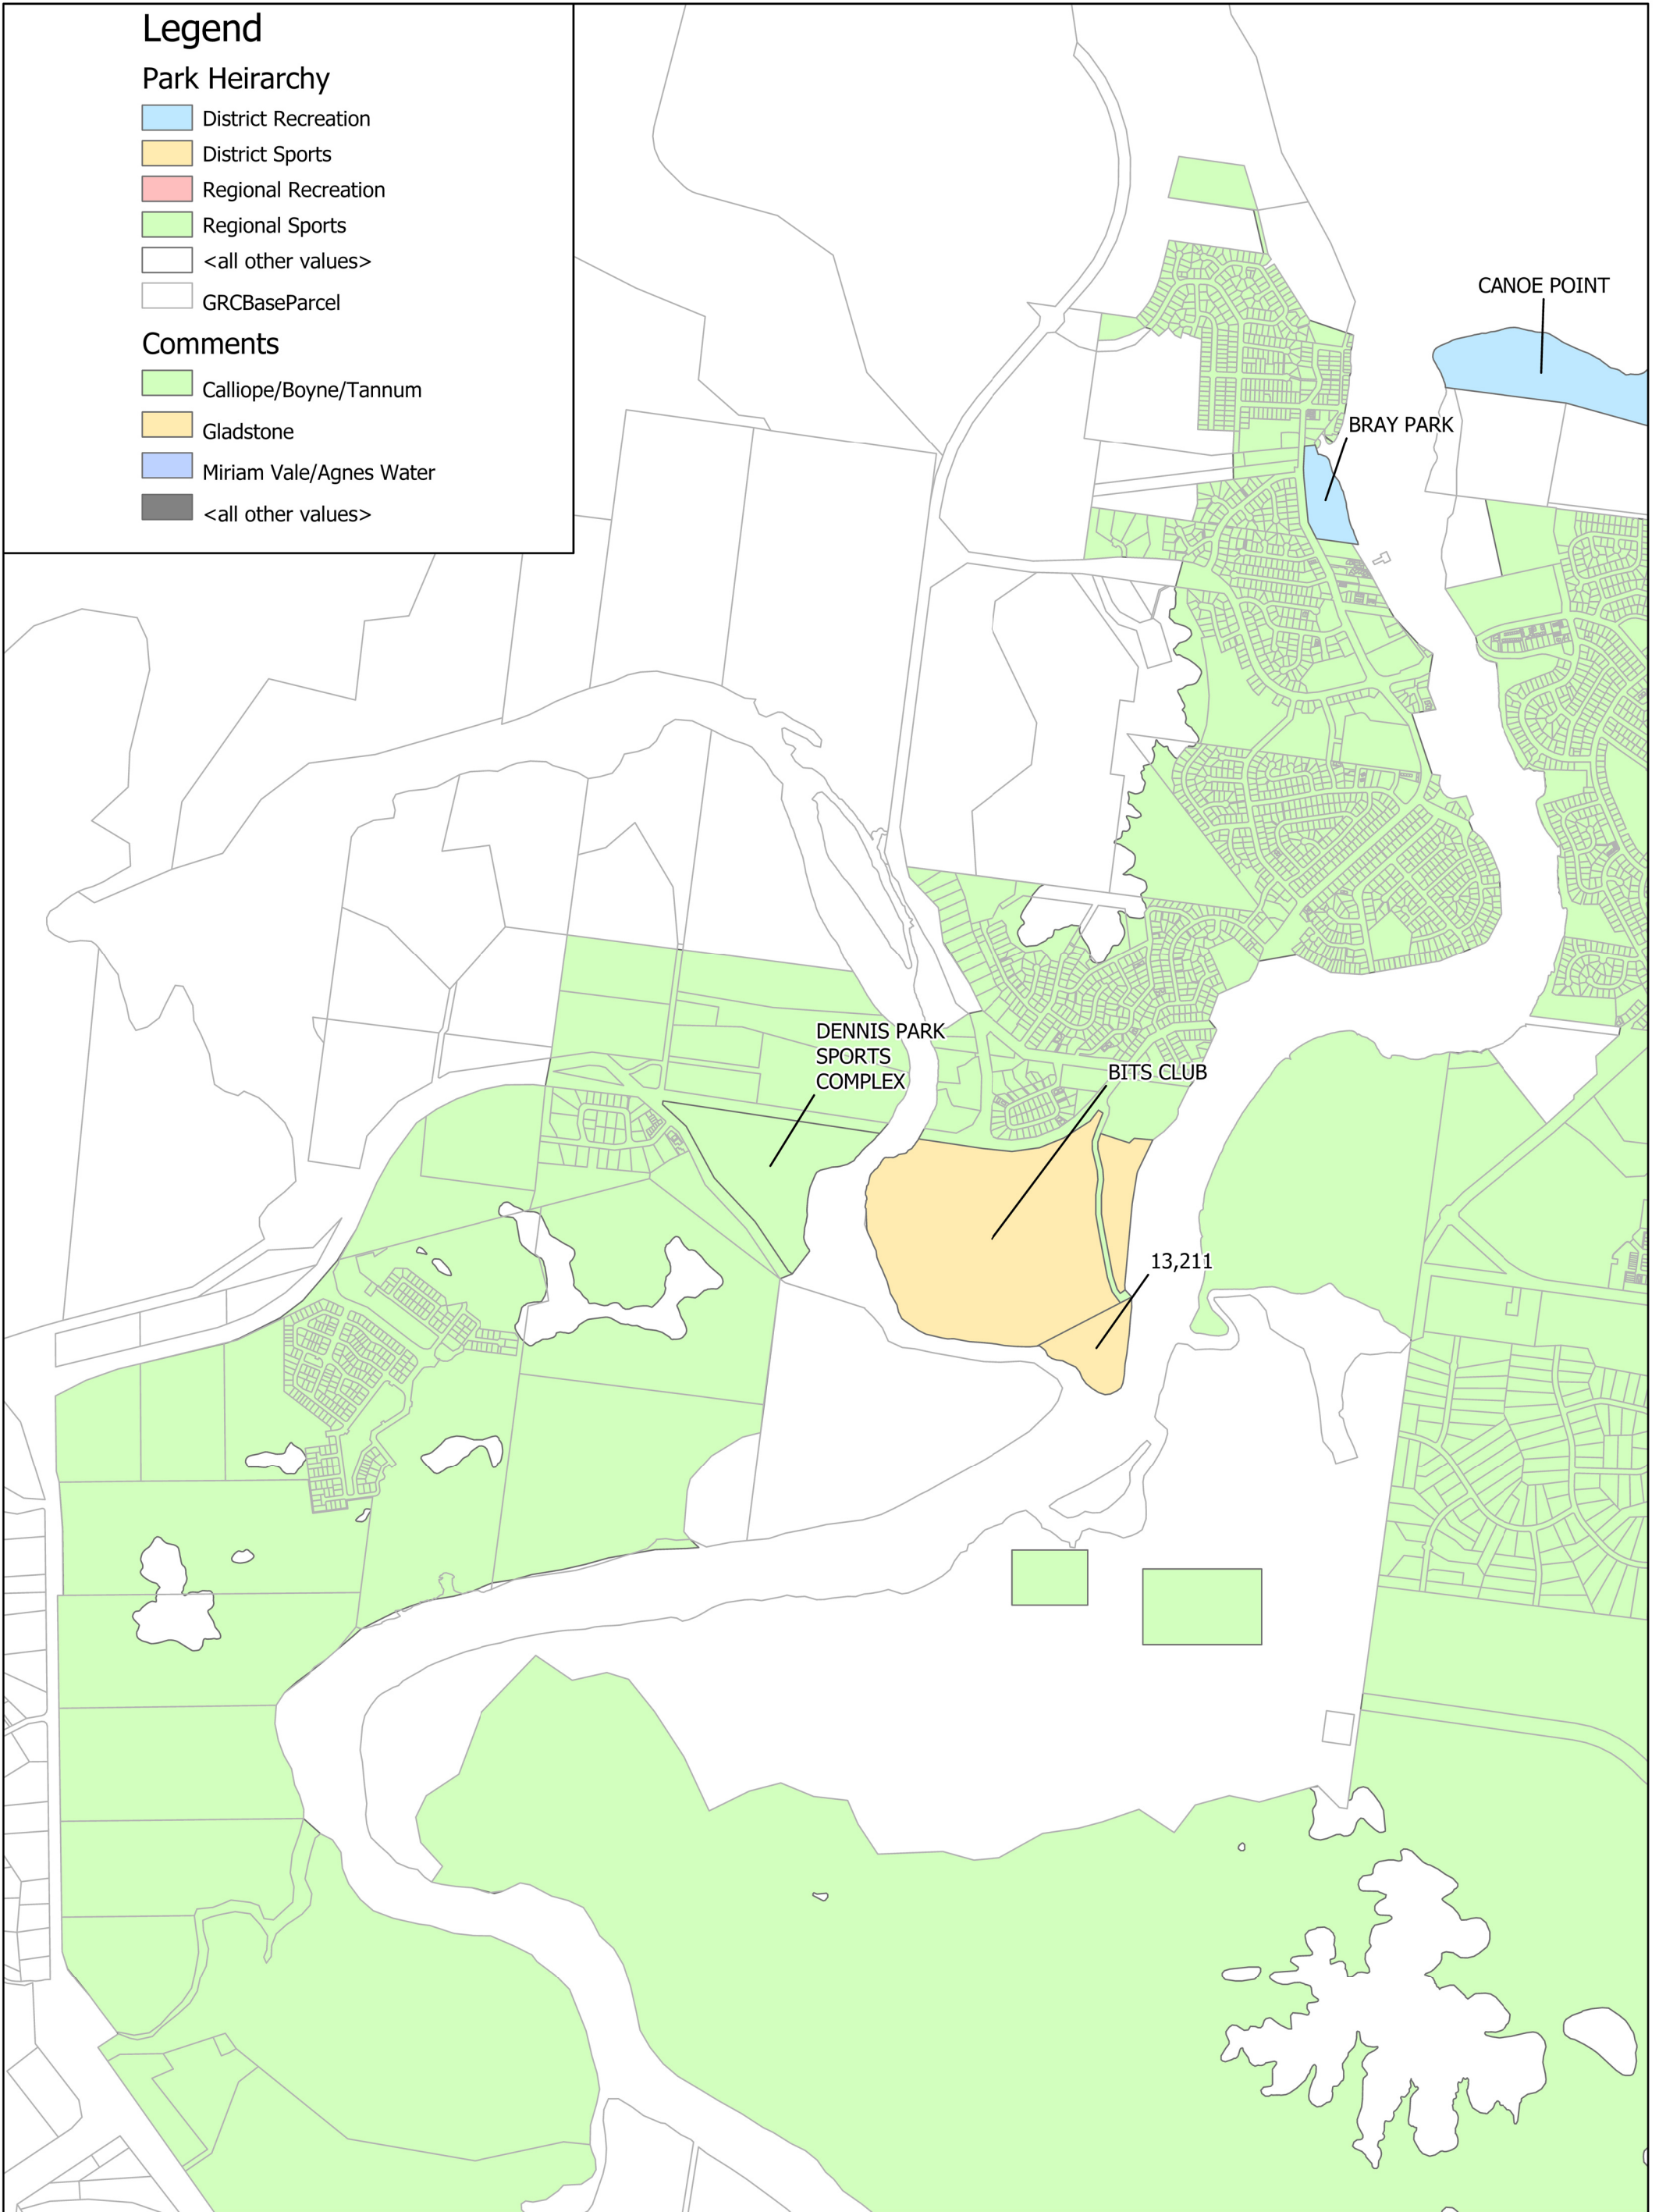 Legend
Park Heirarchy
District Recreation
District Sports
Regional Recreation
Regional Sports
<all other values>
GRCBaseParcel
Comments
Calliope/Boyne/Tannum
Gladstone
Miriam Vale/Agnes Water
<all other values>
CANOE POINT
BRAY PARK
DENNIS PARK
SPORTS
COMPLEX
BITS CLUB
13,211